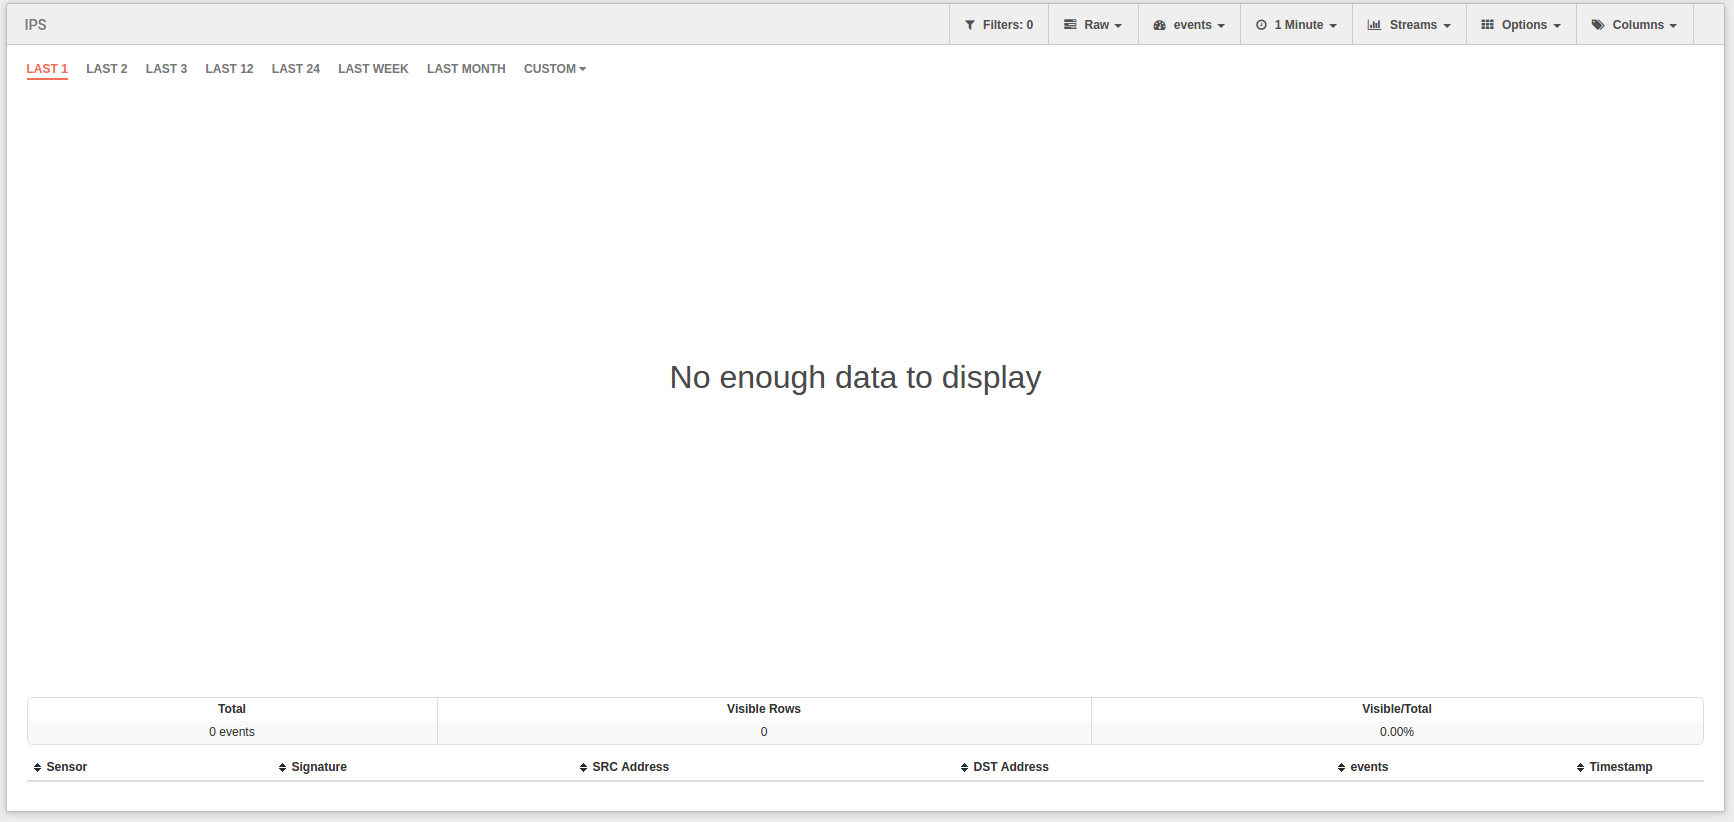 IPS Filters: 0 Raw events 1 Minute Streams Options Columns
LAST 1 LAST 2 LAST 3 LAST 12 LAST 24 LAST WEEK LAST MONTH CUSTOM
No enough data to display
Total Visible Rows Visible/Total
0 events 0 0.00%
Sensor Signature SRC Address DST Address events Timestamp